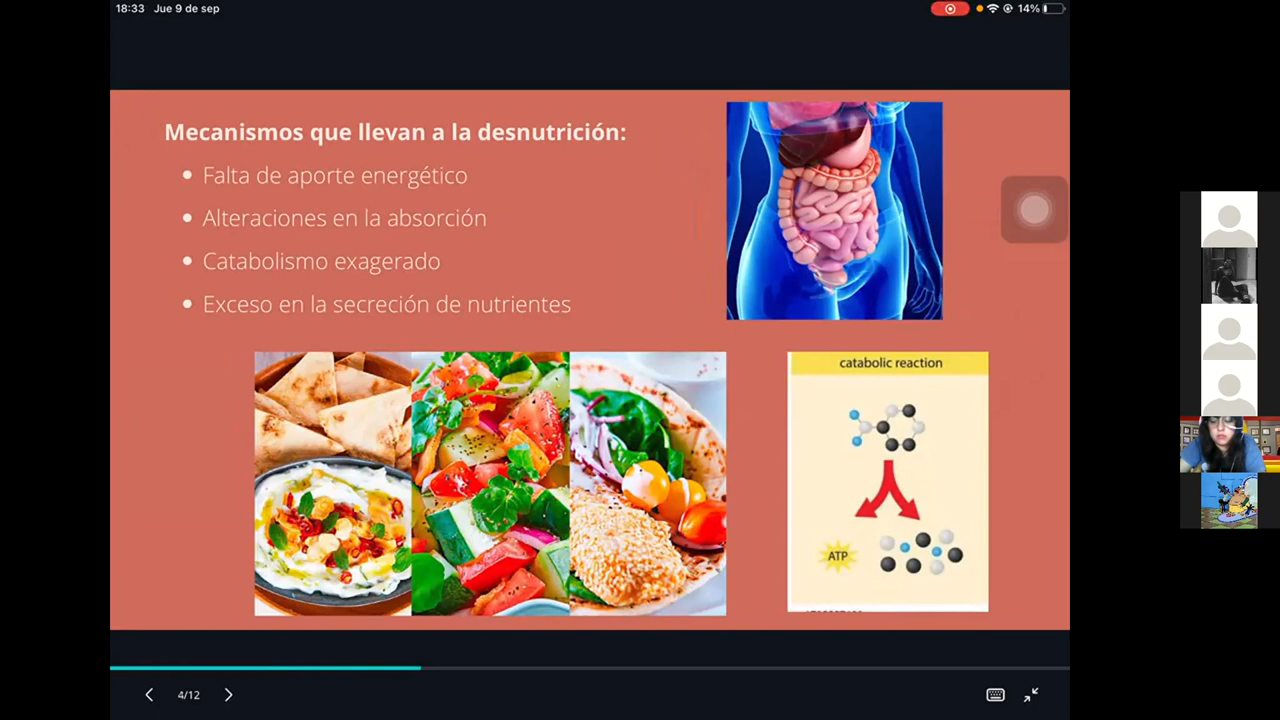 18:33 Jue 9 de sep
14%
Mecanismos que llevan a la desnutrición:
Falta de aporte energético
Alteraciones en la absorción
Catabolismo exagerado
Exceso en la secreción de nutrientes
catabolic reaction
ATP
4/12